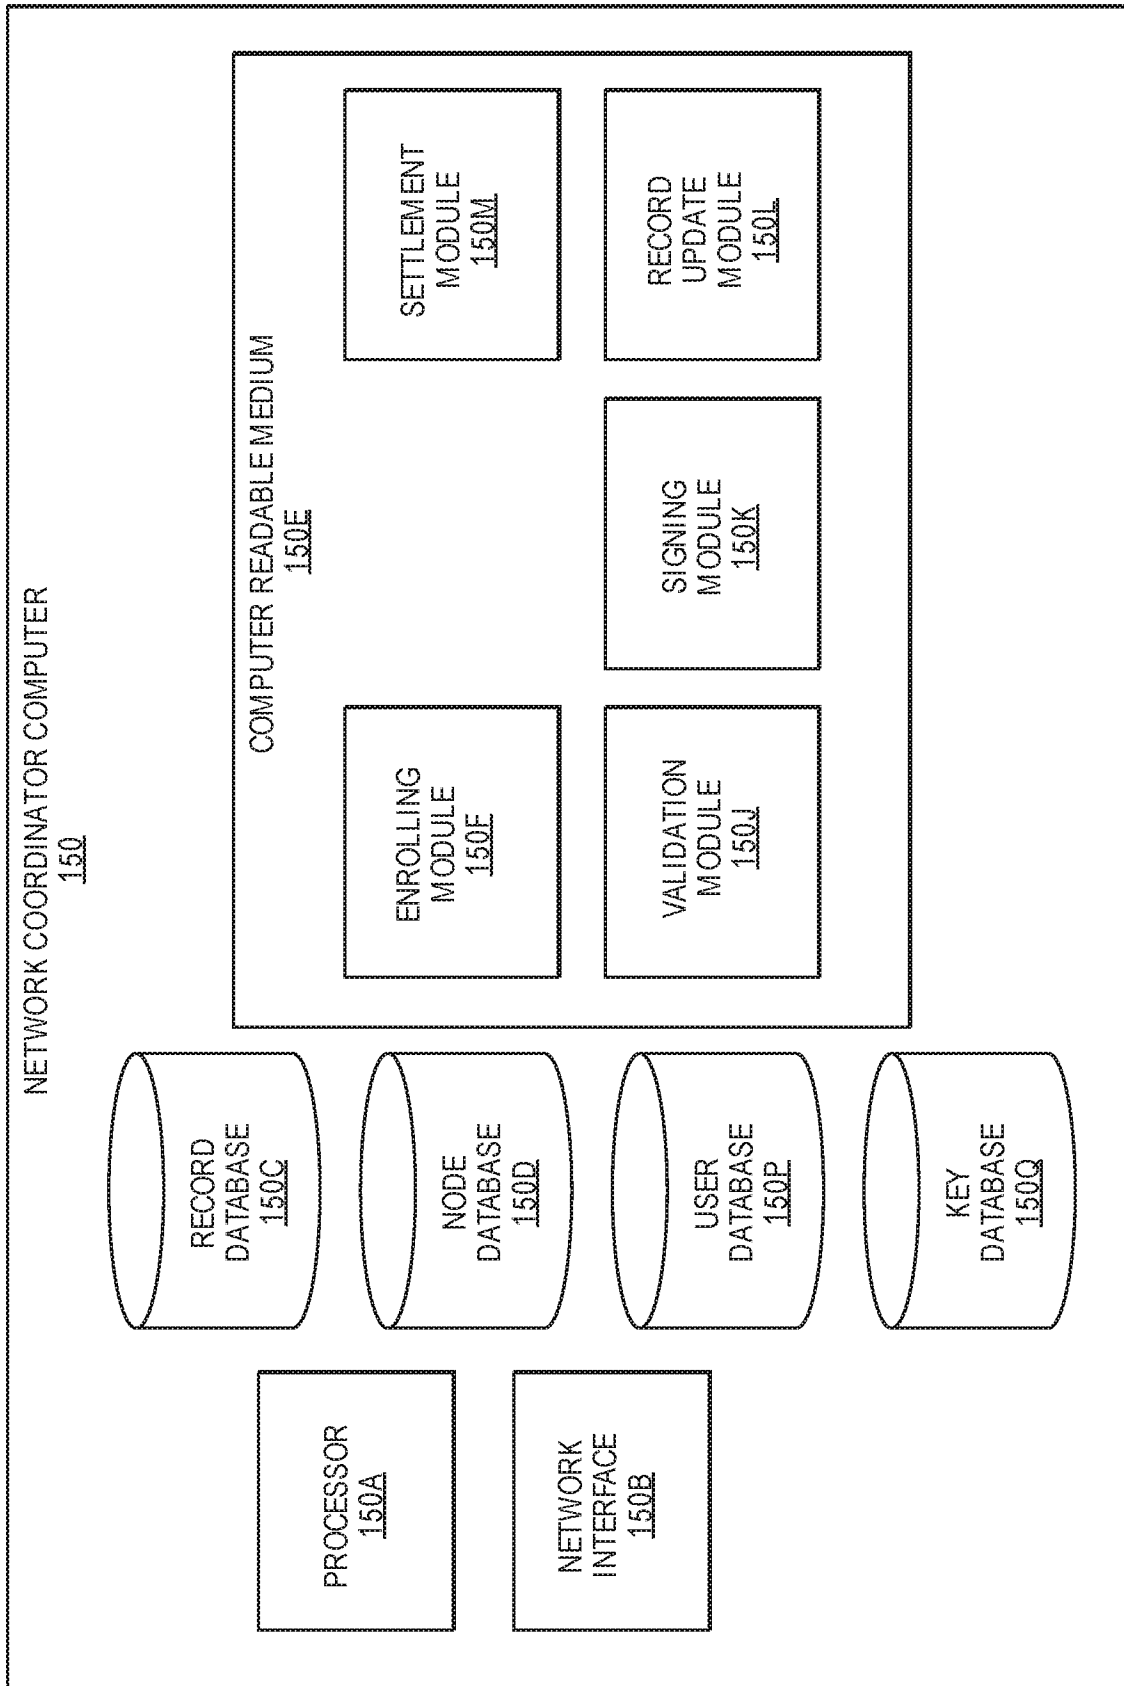 NETWORK COORDINATOR COMPUTER
150
PROCESSOR
150A
NETWORK
INTERFACE
150B
RECORD
DATABASE
150C
NODE
DATABASE
150D
USER
DATABASE
150P
KEY
DATABASE
150Q
COMPUTER READABLE MEDIUM
150E
ENROLLING
MODULE
150F
SETTLEMENT
MODULE
150M
VALIDATION
MODULE
150J
SIGNING
MODULE
150K
RECORD
UPDATE
MODULE
150L